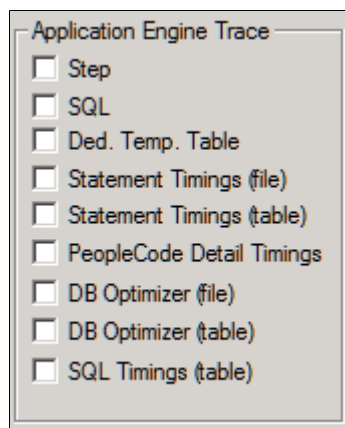 Application Engine Trace
Step
SQL
Ded. Temp. Table
Statement Timings (file)
Statement Timings (table)
PeopleCode Detail Timings
DB Optimizer (file)
DB Optimizer (table)
SQL Timings (table)